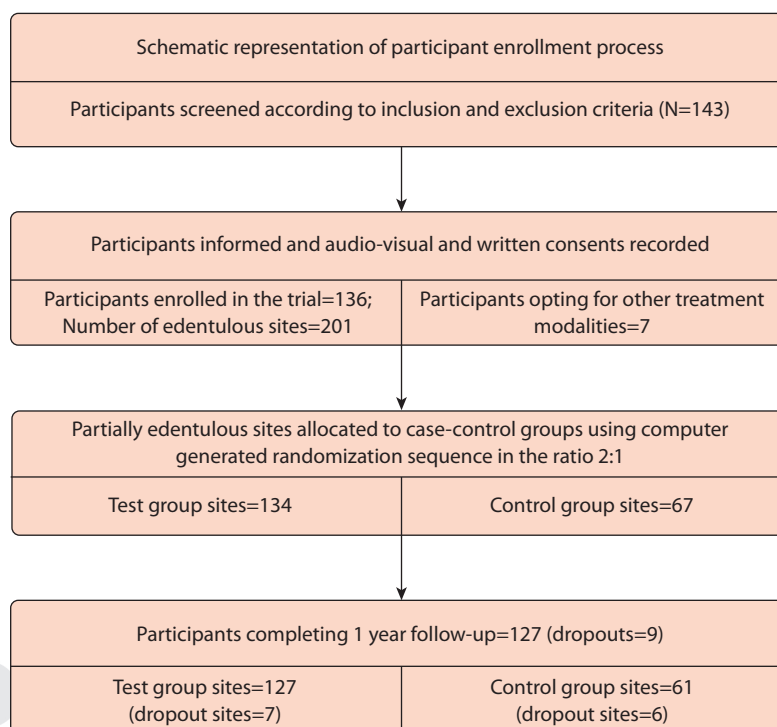 Schematic representation of participant enrollment process
Participants screened according to inclusion and exclusion criteria (N=143)
Participants informed and audio-visual and written consents recorded
Participants enrolled in the trial=136;
Number of edentulous sites=201
Participants opting for other treatment
modalities=7
Partially edentulous sites allocated to case-control groups using computer
generated randomization sequence in the ratio 2:1
Test group sites=134
Control group sites=67
Participants completing 1 year follow-up=127 (dropouts=9)
Test group sites=127
(dropout sites=7)
Control group sites=61
(dropout sites=6)